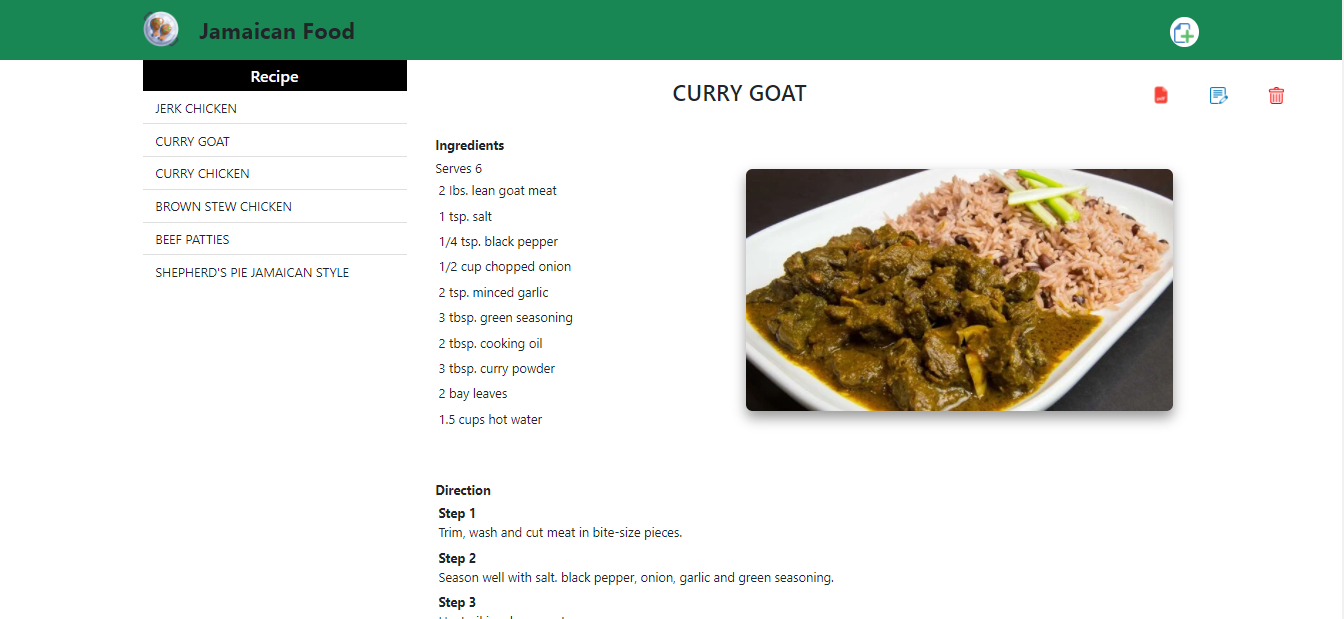 Jamaican Food
Recipe
JERK CHICKEN
CURRY GOAT
CURRY CHICKEN
BROWN STEW CHICKEN
BEEF PATTIES
SHEPHERD'S PIE JAMAICAN STYLE
CURRY GOAT
Ingredients
Serves 6
2 lbs. lean goat meat
1 tsp. salt
1/4 tsp. black pepper
1/2 cup chopped onion
2 tsp. minced garlic
3 tbsp. green seasoning
2 tbsp. cooking oil
3 tbsp. curry powder
2 bay leaves
1.5 cups hot water
Direction
Step 1
Trim, wash and cut meat in bite-size pieces.
Step 2
Season well with salt. black pepper, onion, garlic and green seasoning.
Step 3